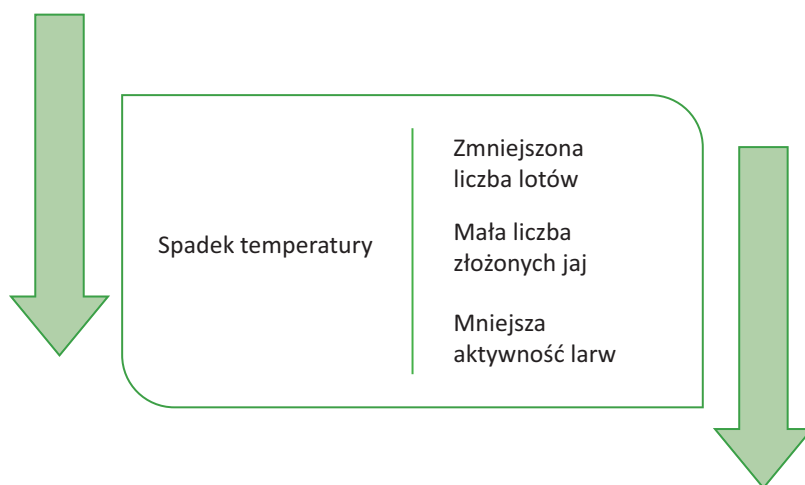 Spadek temperatury
Zmniejszona
liczba lotów
Mała liczba
złożonych jaj
Mniejsza
aktywność larw